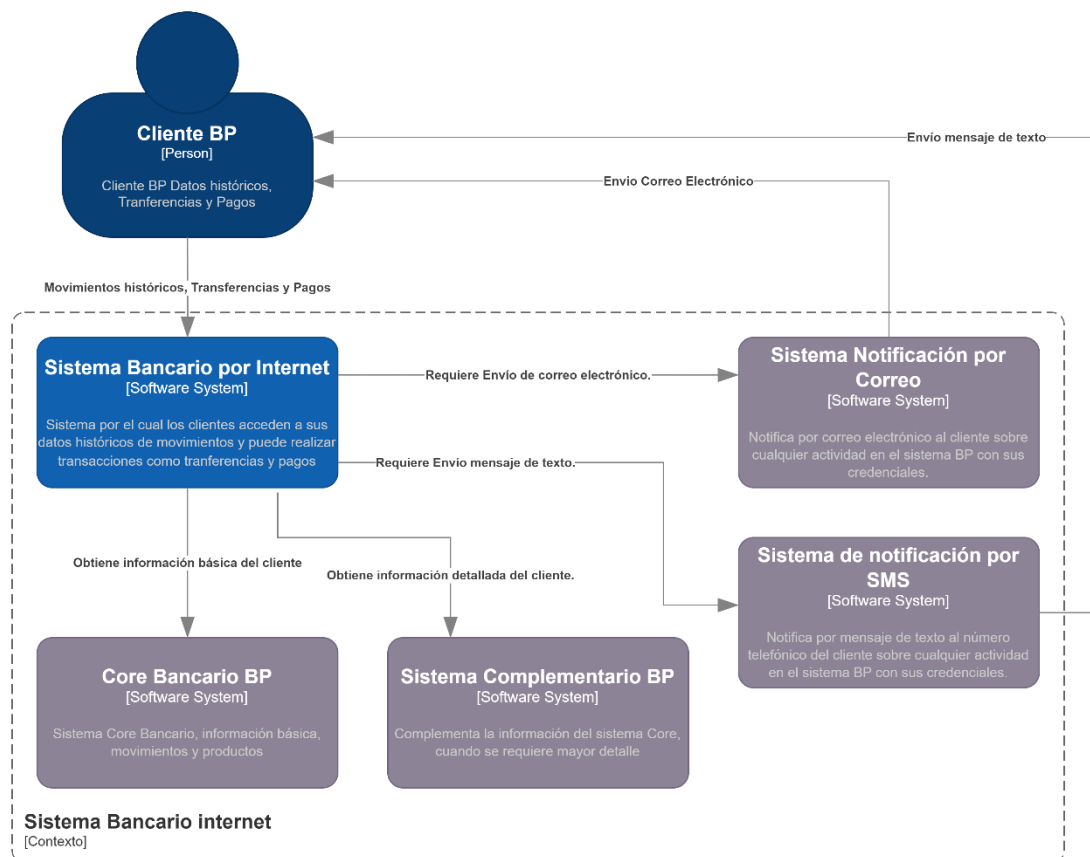 Cliente BP
[Person]
Cliente BP Datos históricos,
Tranferencias y Pagos
Envío mensaje de texto
Envio Correo Electrónico
Movimientos históricos, Transferencias y Pagos
Sistema Bancario por Internet
[Software System]
Sistema por el cual los clientes acceden a sus
datos históricos de movimientos y puede realizar
transacciones como tranferencias y pagos
Requiere Envío de correo electrónico.
Requiere Envío mensaje de texto.
Sistema Notificación por
Correo
[Software System]
Notifica por correo electrónico al cliente sobre
cualquier actividad en el sistema BP con sus
credenciales.
Obtiene información básica del cliente
Obtiene información detallada del cliente.
Sistema de notificación por
SMS
[Software System]
Notifica por mensaje de texto al número
telefónico del cliente sobre cualquier actividad
en el sistema BP con sus credenciales.
Core Bancario BP
[Software System]
Sistema Core Bancario, información básica,
movimientos y productos
Sistema Complementario BP
[Software System]
Complementa la información del sistema Core,
cuando se requiere mayor detalle
Sistema Bancario internet
[Contexto]